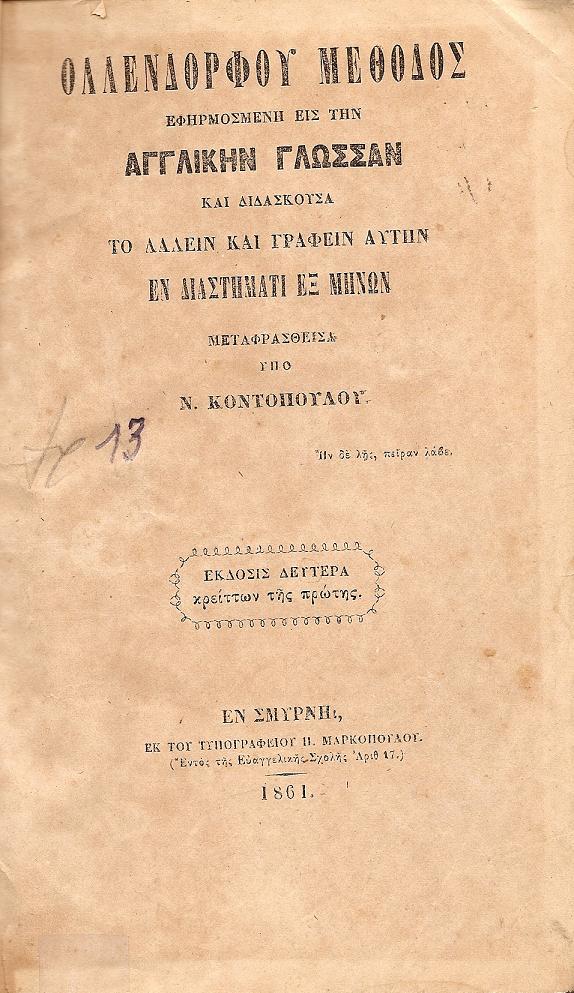 ΟΛΛΕΝΔΟΡΦΟΥ ΜΕΘΟΔΟΣ
ΕΦΗΡΜΟΣΜΕΝΗ ΕΙΣ ΤΗΝ
ΑΓΓΛΙΚΗΝ ΓΛΩΣΣΑΝ
ΚΑΙ ΔΙΔΑΣΚΟΥΣΑ
ΤΟ ΛΑΛΕΙΝ ΚΑΙ ΓΡΑΦΕΙΝ ΑΥΤΗΝ
ΕΝ ΔΙΑΣΤΗΜΑΤΙ ΕΞ ΜΗΝΩΝ
ΜΕΤΑΦΡΑΣΘΕΙΣΑ
ΥΠΟ
Ν. ΚΟΝΤΟΠΟΥΛΟΥ.
13
Ἢν δὲ λῇς, πεῖραν λάβε.
ΕΚΔΟΣΙΣ ΔΕΥΤΕΡΑ
κρείττων τῆς πρώτης.
ΕΝ ΣΜΥΡΝΗι,
ΕΚ ΤΟΥ ΤΥΠΟΓΡΑΦΕΙΟΥ Π. ΜΑΡΚΟΠΟΥΛΟΥ.
(Ἐντὸς τῆς Εὐαγγελικῆς Σχολῆς Ἀριθ 17.)
1861.